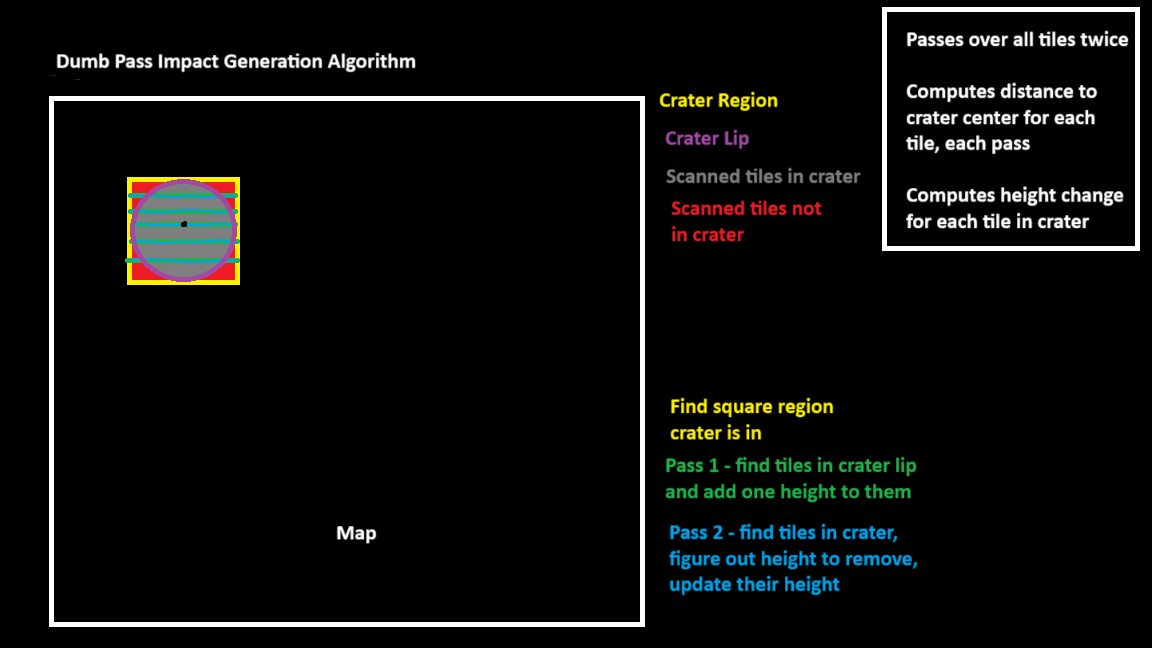 Dumb Pass Impact Generation Algorithm
Passes over all tiles twice
Computes distance to
crater center for each
tile, each pass
Computes height change
for each tile in crater
Crater Region
Crater Lip
Scanned tiles in crater
Scanned tiles not
in crater
Find square region
crater is in
Pass 1 - find tiles in crater lip
and add one height to them
Pass 2 - find tiles in crater,
figure out height to remove,
update their height
Map